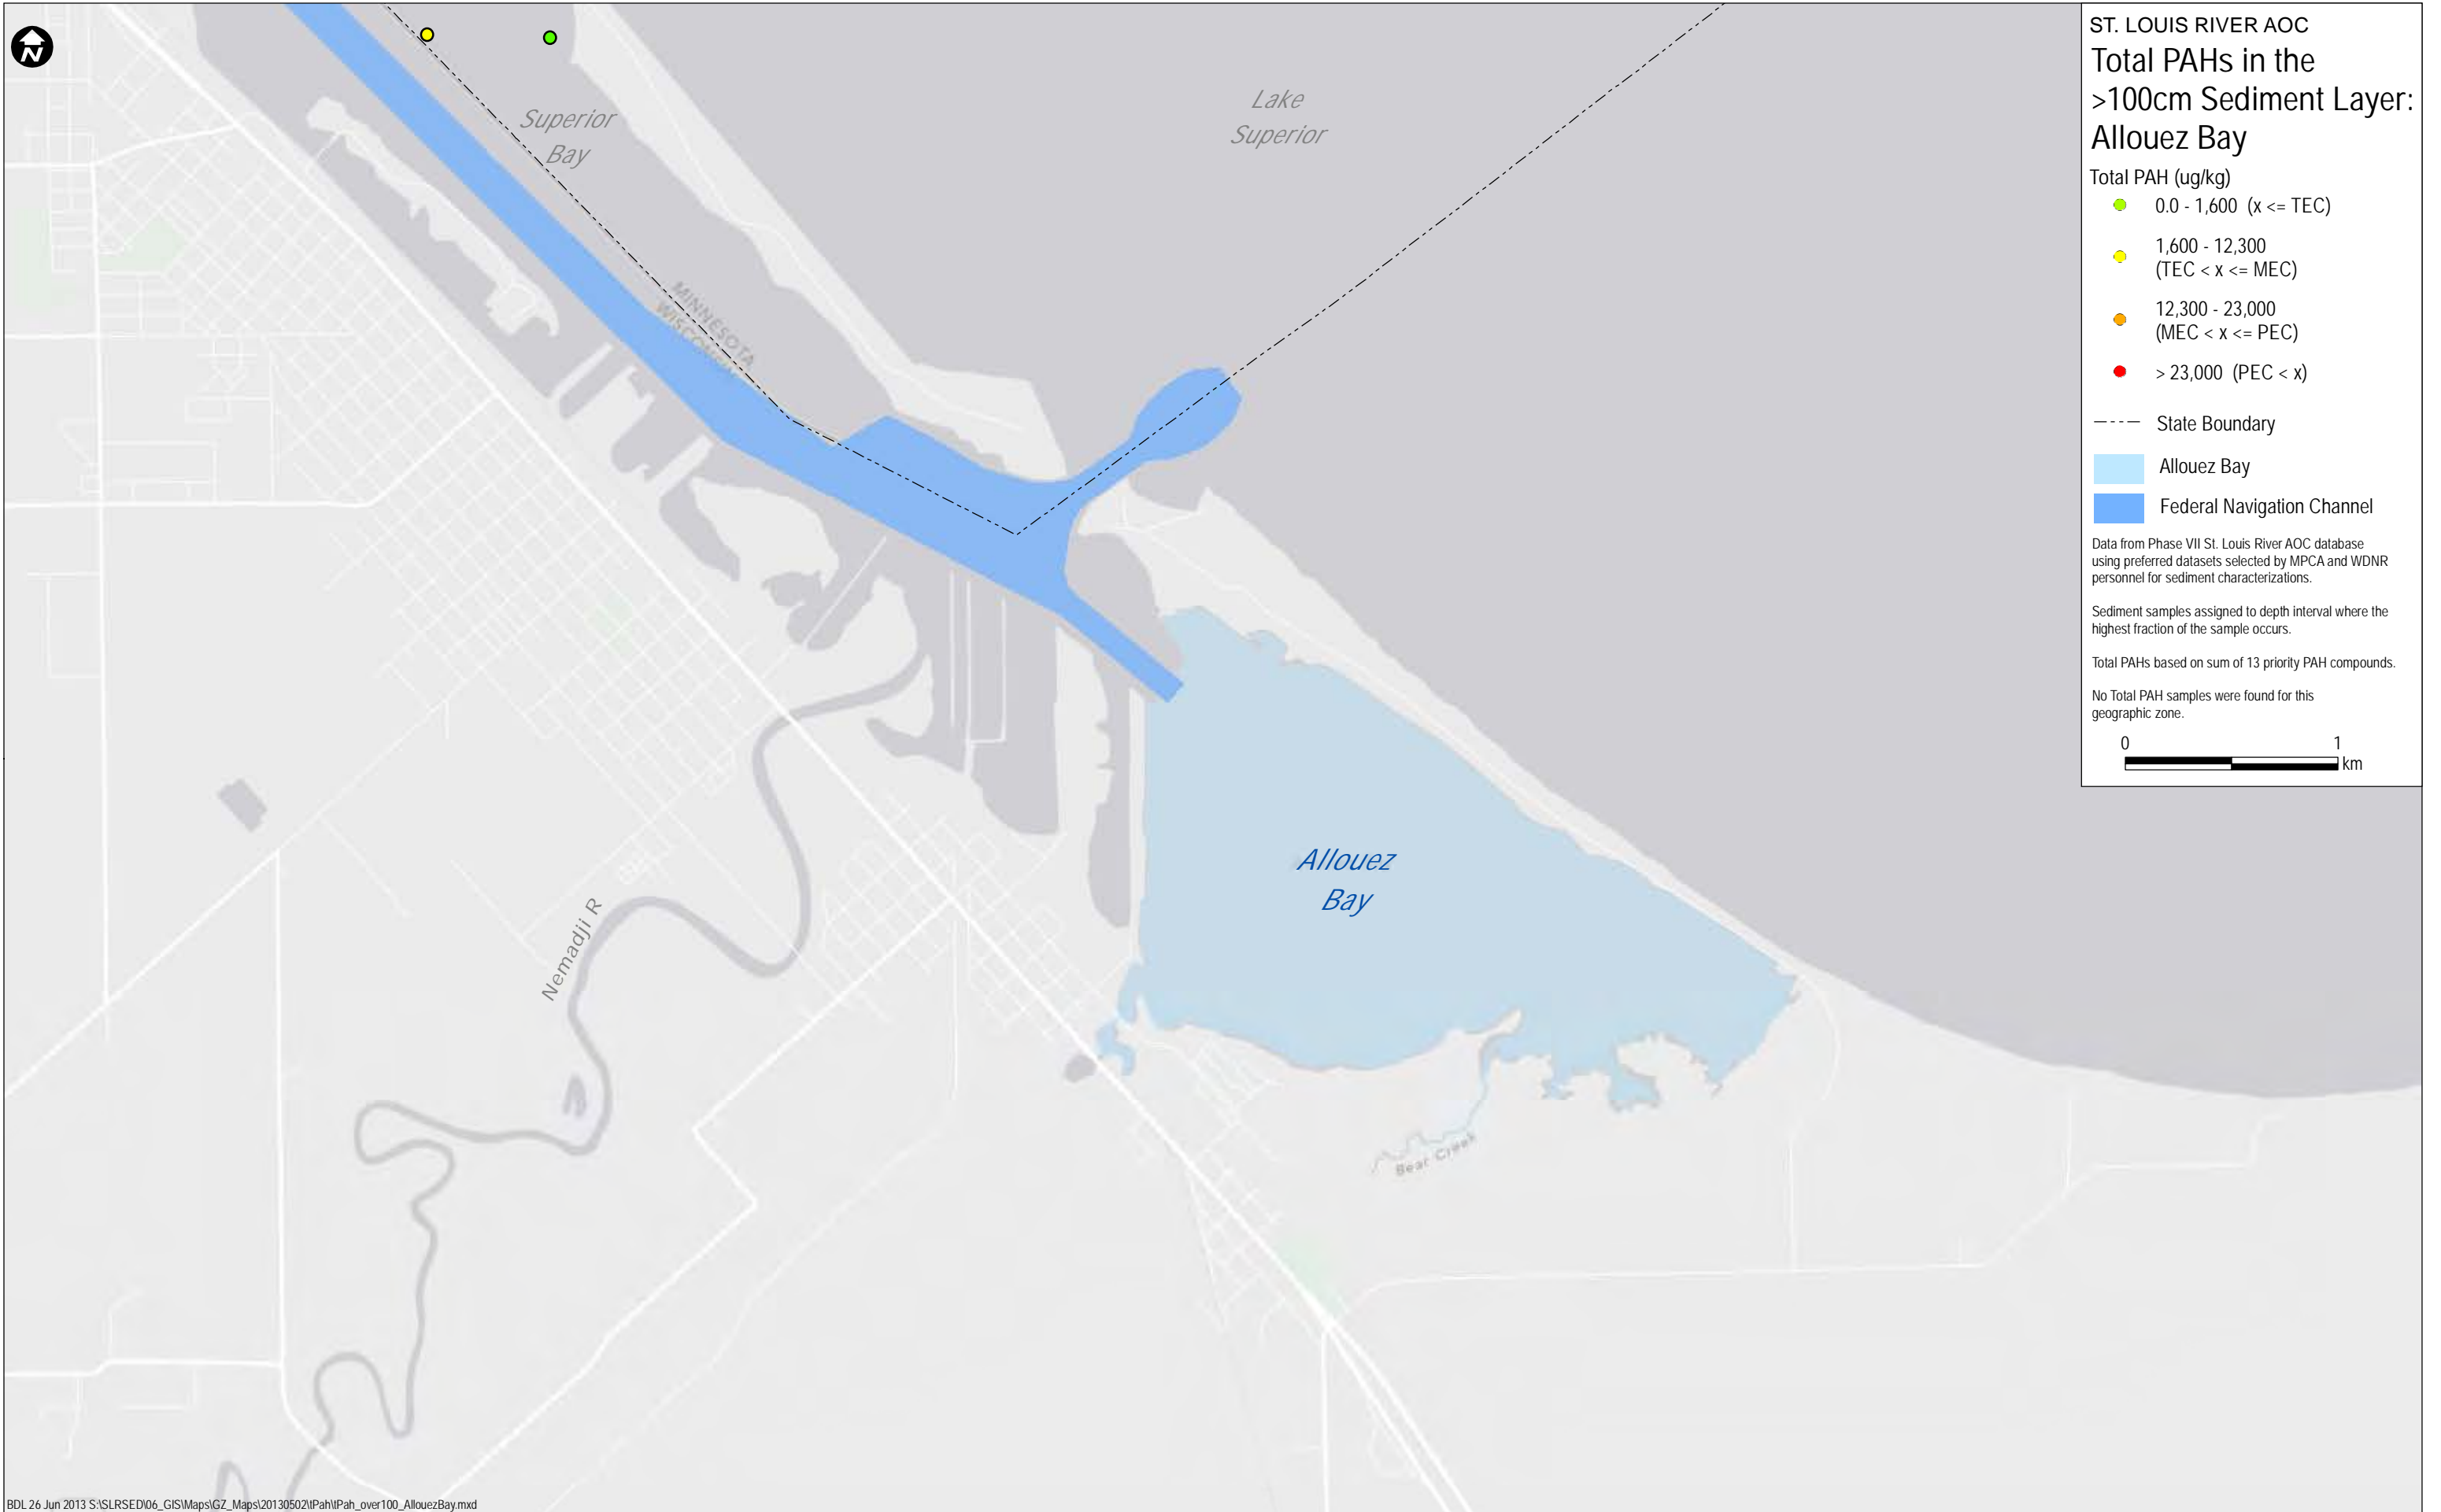 N
ST. LOUIS RIVER AOC
Total PAHs in the
>100cm Sediment Layer:
Allouez Bay
Total PAH (ug/kg)
0.0 - 1,600 (x <= TEC)
1,600 - 12,300
(TEC < x <= MEC)
12,300 - 23,000
(MEC < x <= PEC)
> 23,000 (PEC < x)
State Boundary
Allouez Bay
Federal Navigation Channel
Data from Phase VII St. Louis River AOC database
using preferred datasets selected by MPCA and WDNR
personnel for sediment characterizations.
Sediment samples assigned to depth interval where the
highest fraction of the sample occurs.
Total PAHs based on sum of 13 priority PAH compounds.
No Total PAH samples were found for this
geographic zone.
0 1
km
Superior
Bay
Lake
Superior
MINNESOTA
WISCONSIN
Allouez
Bay
Nemadji R
Bear Creek
BDL 26 Jun 2013 S:\SLRSED\06_GIS\Maps\GZ_Maps\20130502\tPah\tPah_over100_AllouezBay.mxd